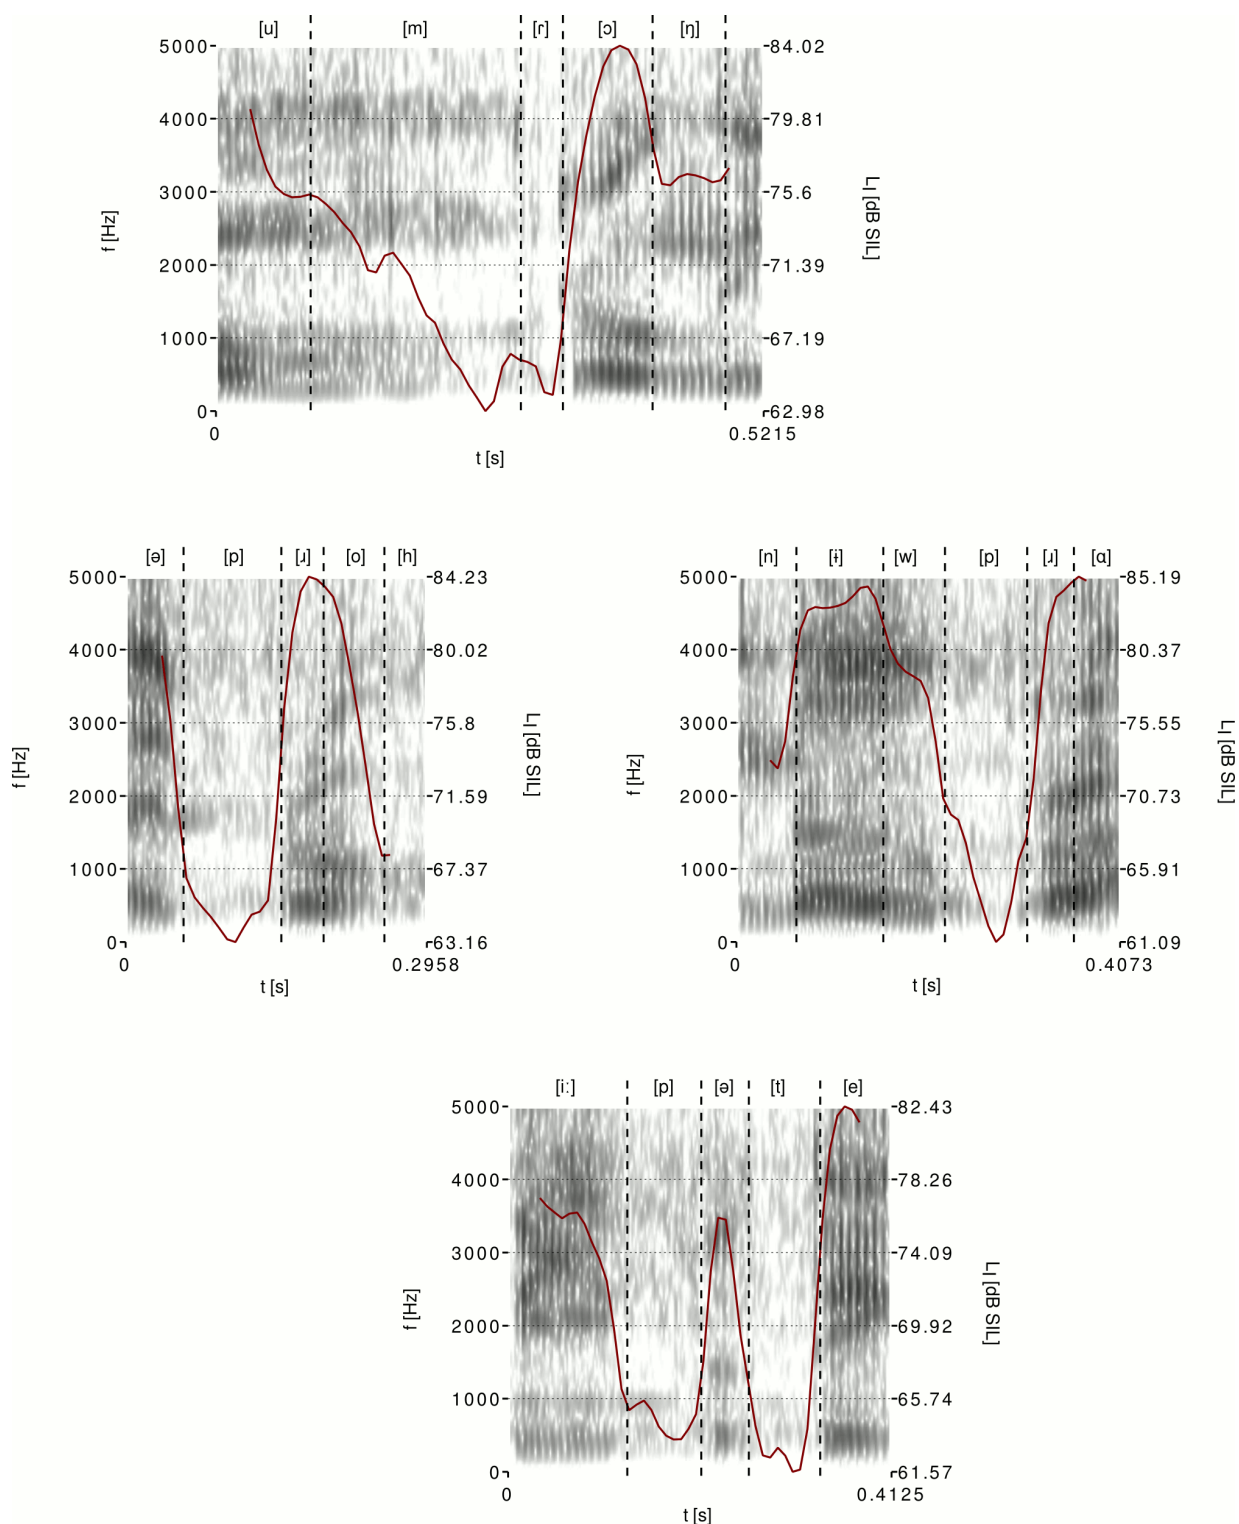 [u] [m] [ɾ] [ɔ] [ŋ]
5000 84.02
4000 79.81
3000 75.6
2000 71.39
1000 67.19
0 62.98
f [Hz]
L_I [dB SIL]
0 0.5215
t [s]
[ə] [p] [ɹ] [o] [h]
5000 84.23
4000 80.02
3000 75.8
2000 71.59
1000 67.37
0 63.16
f [Hz]
L_I [dB SIL]
0 0.2958
t [s]
[n] [ɨ] [w] [p] [ɹ] [ɑ]
5000 85.19
4000 80.37
3000 75.55
2000 70.73
1000 65.91
0 61.09
f [Hz]
L_I [dB SIL]
0 0.4073
t [s]
[iː] [p] [ə] [t] [e]
5000 82.43
4000 78.26
3000 74.09
2000 69.92
1000 65.74
0 61.57
f [Hz]
L_I [dB SIL]
0 0.4125
t [s]